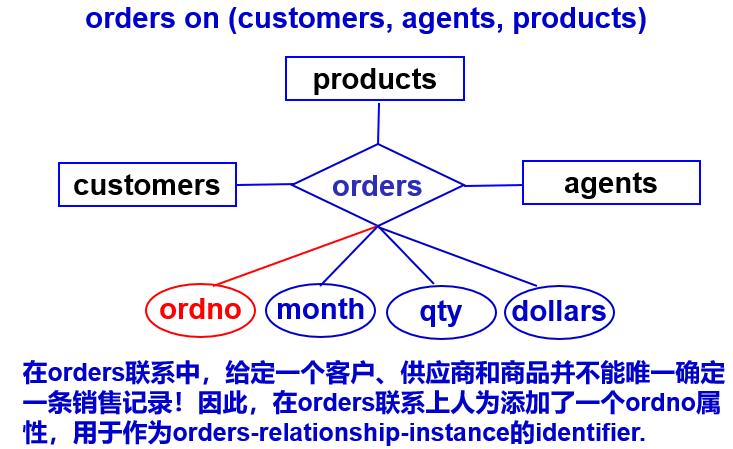 orders on (customers, agents, products)
products
customers
orders
agents
ordno
month
qty
dollars
在orders联系中，给定一个客户、供应商和商品并不能唯一确定
一条销售记录！因此，在orders联系上人为添加了一个ordno属
性，用于作为orders-relationship-instance的identifier.